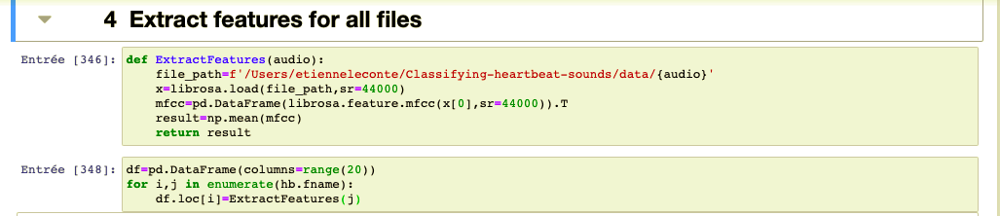 4 Extract features for all files
Entrée [346]: def ExtractFeatures(audio):
    file_path=f'/Users/etienneleconte/Classifying-heartbeat-sounds/data/{audio}'
    x=librosa.load(file_path,sr=44000)
    mfcc=pd.DataFrame(librosa.feature.mfcc(x[0],sr=44000)).T
    result=np.mean(mfcc)
    return result
Entrée [348]: df=pd.DataFrame(columns=range(20))
for i,j in enumerate(hb.fname):
    df.loc[i]=ExtractFeatures(j)